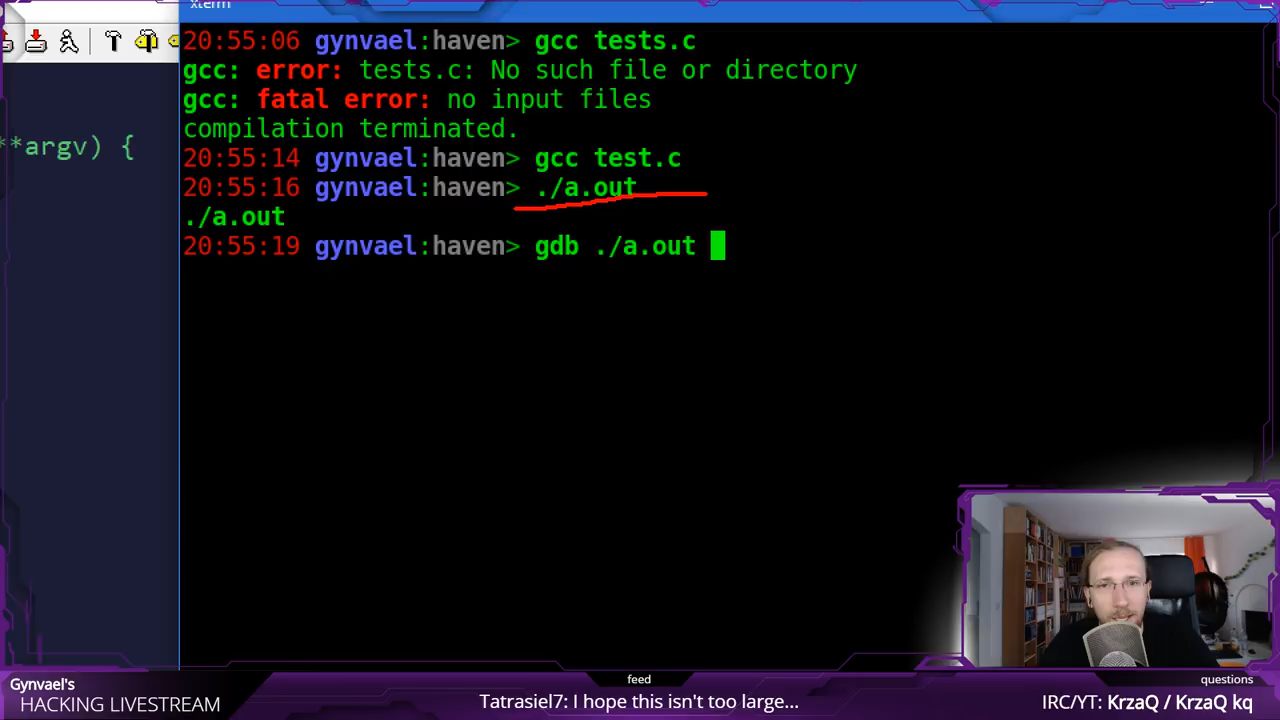 xterm
20:55:06 gynvael:haven> gcc tests.c
gcc: error: tests.c: No such file or directory
gcc: fatal error: no input files
compilation terminated.
**argv) {
20:55:14 gynvael:haven> gcc test.c
20:55:16 gynvael:haven> ./a.out
./a.out
20:55:19 gynvael:haven> gdb ./a.out
Gynvael's
HACKING LIVESTREAM
feed
Tatrasiel7: I hope this isn't too large...
questions
IRC/YT: KrzaQ / KrzaQ kq